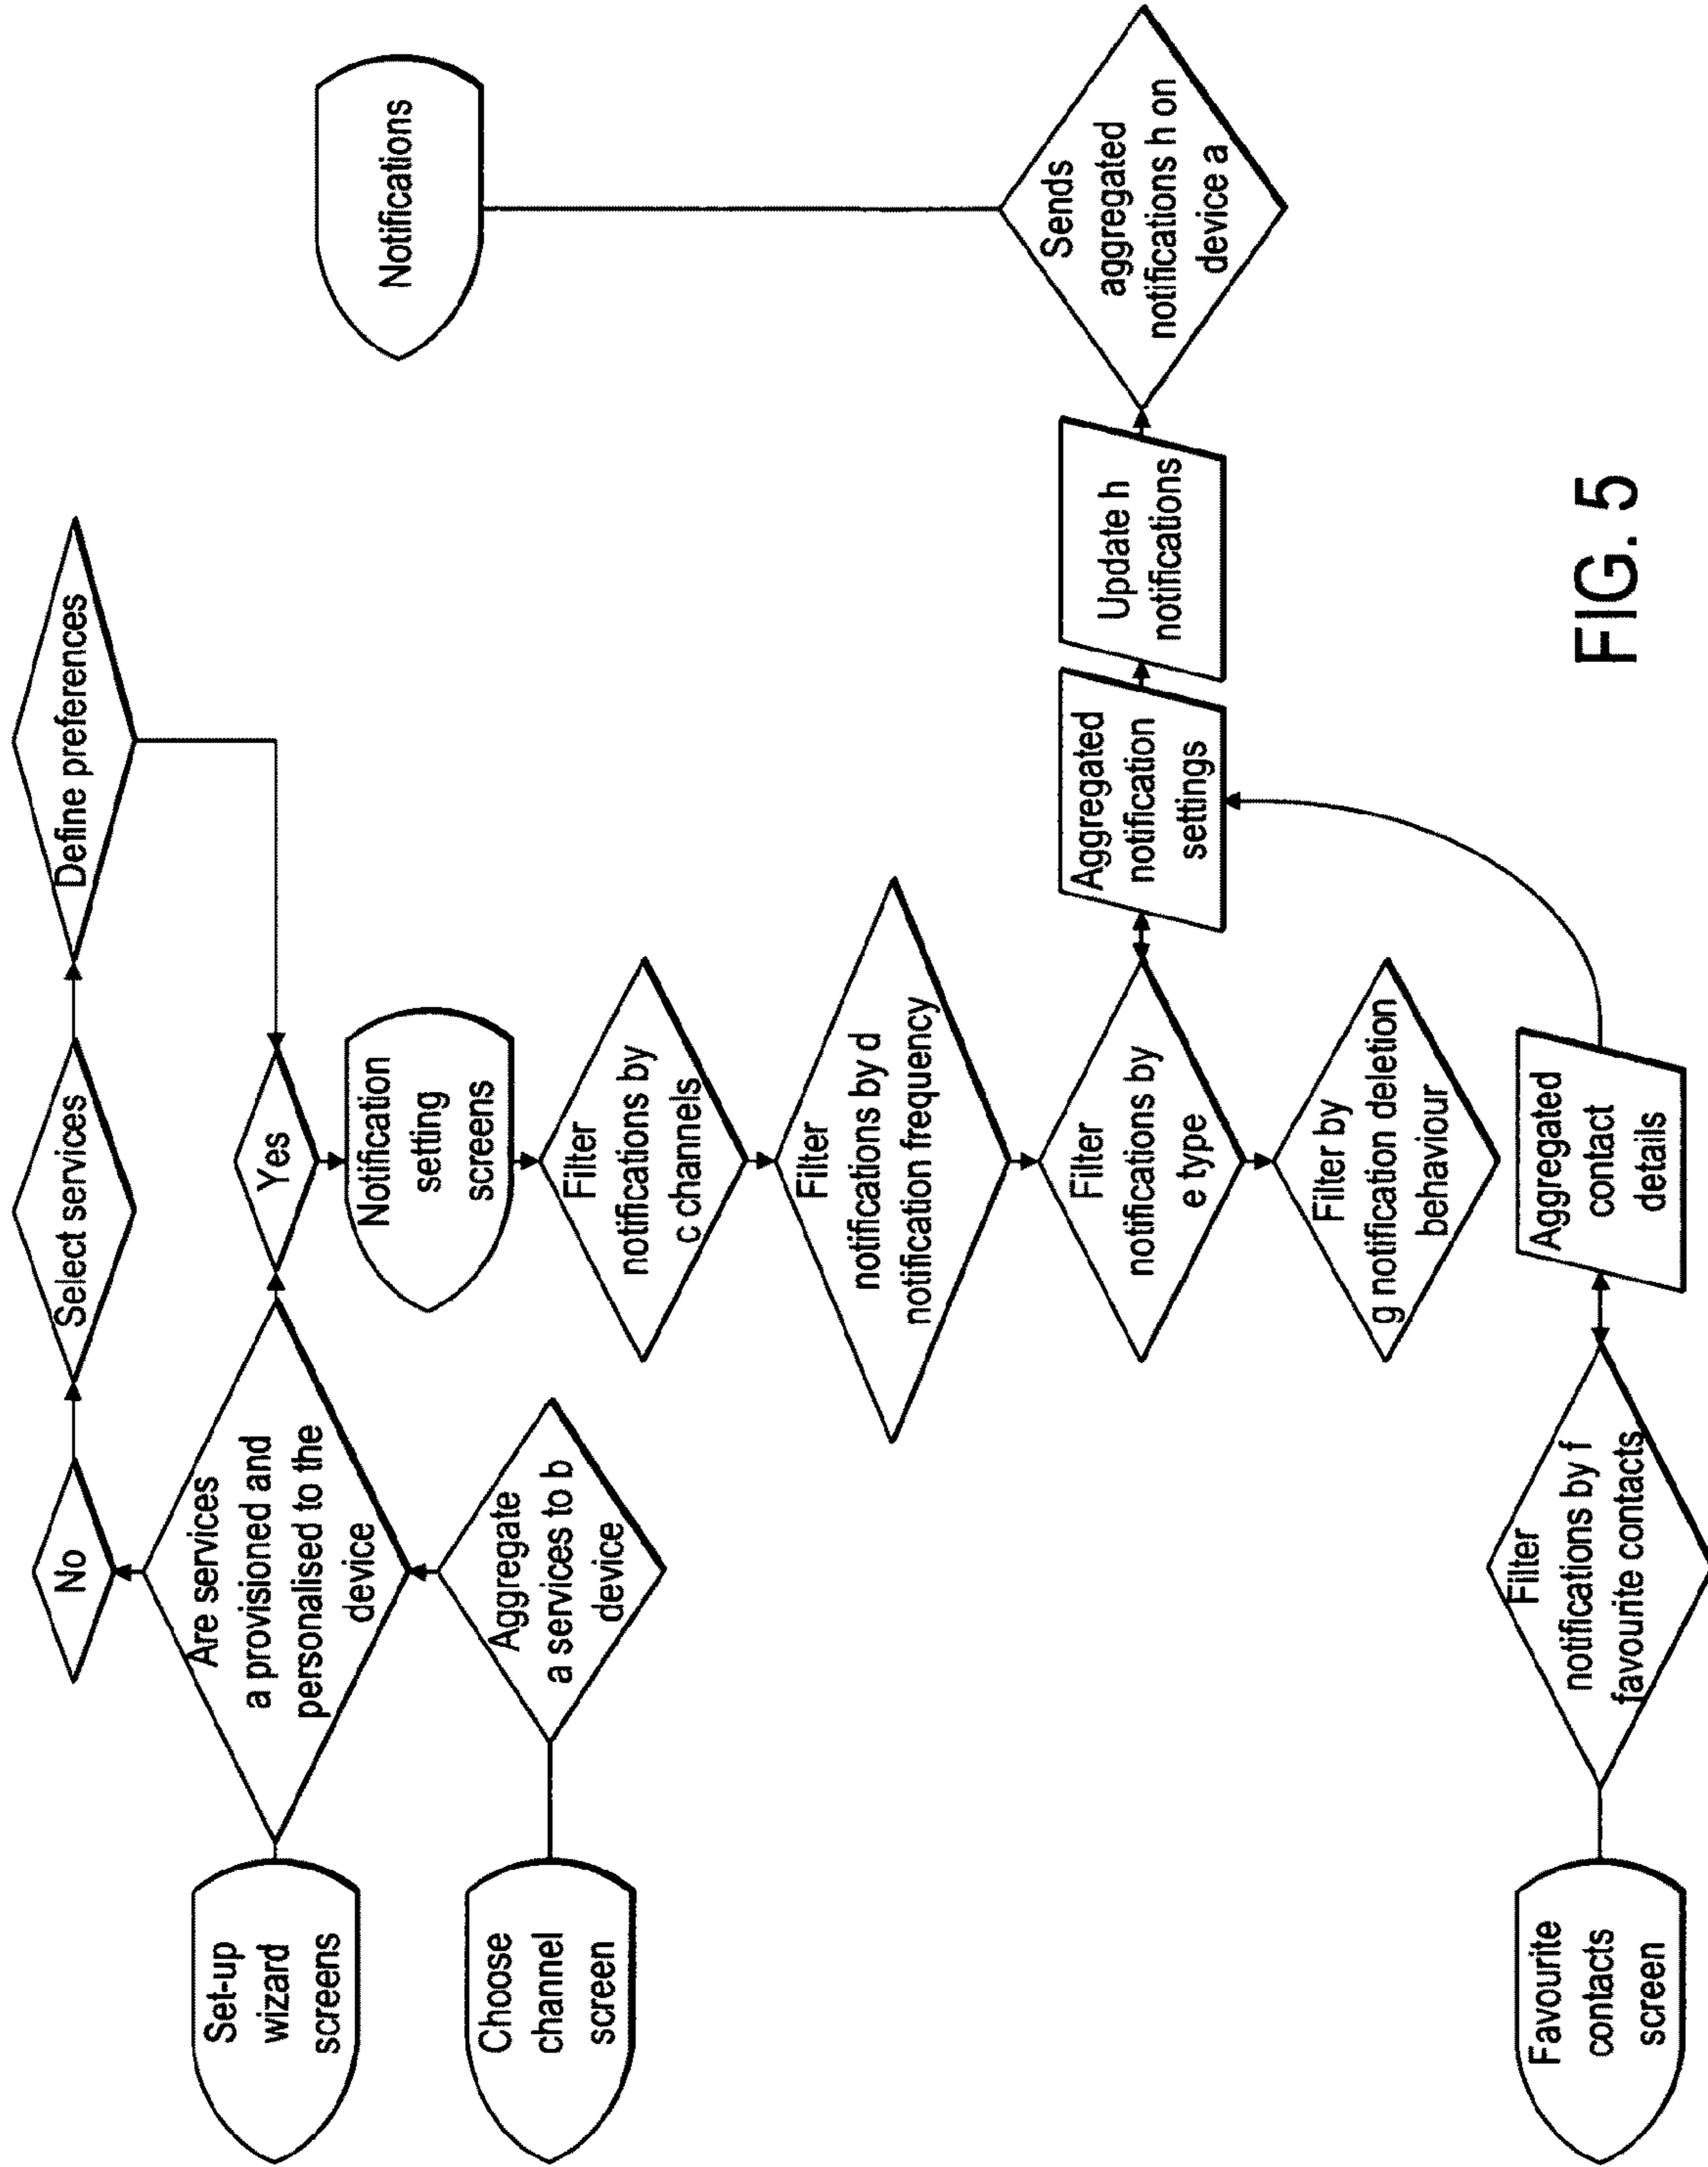 Set-up
wizard
screens
Are services
a provisioned and
personalised to the
device
No
Select services
Define preferences
Yes
Choose
channel
screen
Aggregate
a services to b
device
Notification
setting
screens
Filter
notifications by
c channels
Filter
notifications by d
notification frequency
Filter
notifications by
e type
Filter by
g notification deletion
behaviour
Aggregated
notification
settings
Update h
notifications
Sends
aggregated
notifications h on
device a
Notifications
Favourite
contacts
screen
Filter
notifications by f
favourite contacts
Aggregated
contact
details
FIG. 5